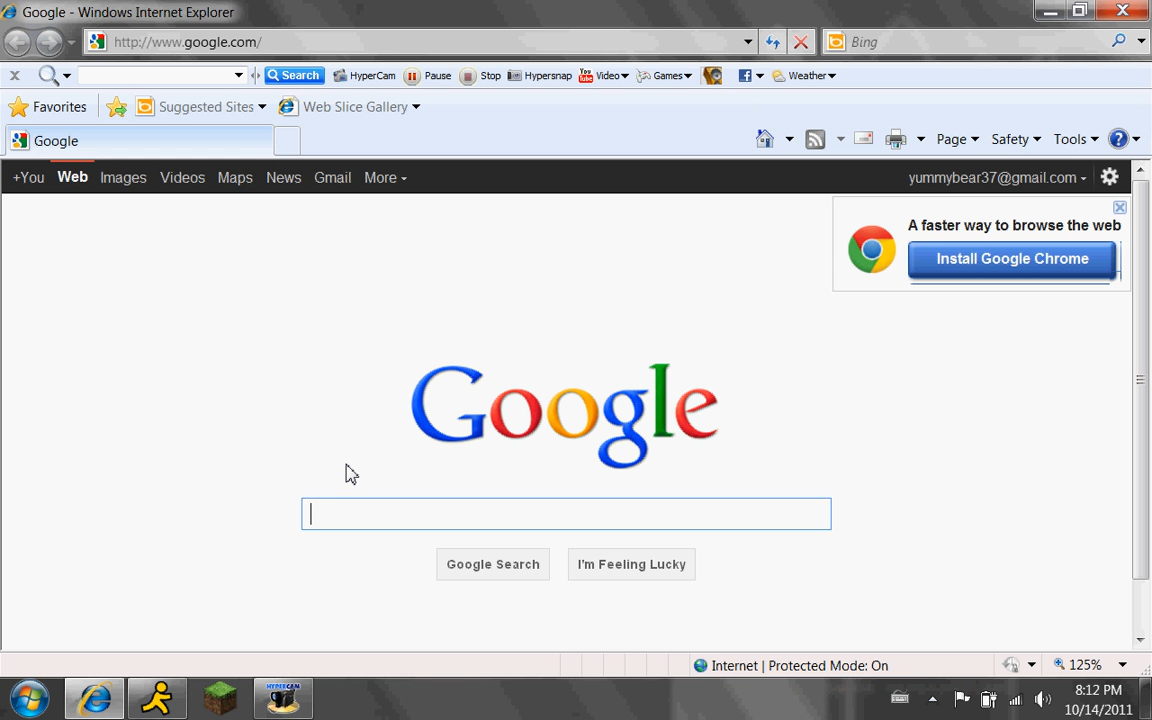 Google - Windows Internet Explorer
http://www.google.com/
Bing
x Search HyperCam Pause Stop Hypersnap You Tube Video Games f Weather
Favorites Suggested Sites Web Slice Gallery
Google
Page Safety Tools ?
+You Web Images Videos Maps News Gmail More yummybear37@gmail.com
A faster way to browse the web
Install Google Chrome
Google
Google Search I'm Feeling Lucky
Internet | Protected Mode: On 125%
HYPERCAM
8:12 PM
10/14/2011